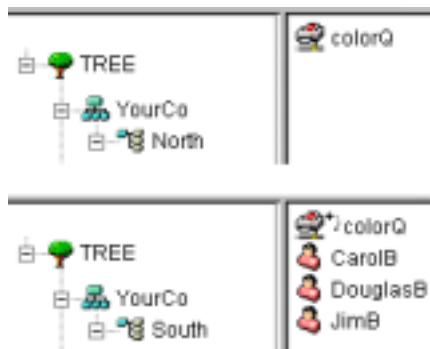 TREE
YourCo
North
colorQ
TREE
YourCo
South
colorQ
CarolB
DouglasB
JimB